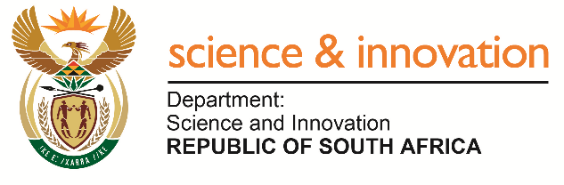 science & innovation
Department:
Science and Innovation
REPUBLIC OF SOUTH AFRICA